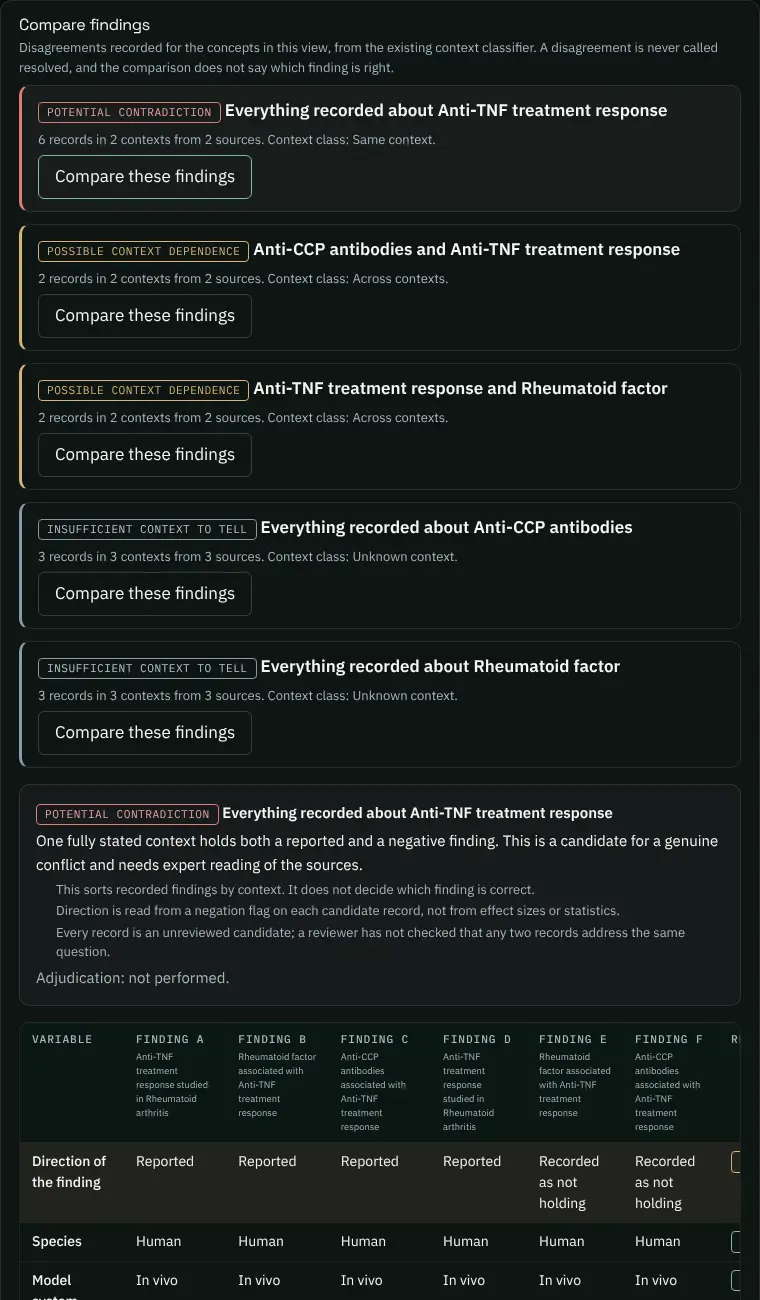 Compare findings
Disagreements recorded for the concepts in this view, from the existing context classifier. A disagreement is never called
resolved, and the comparison does not say which finding is right.
POTENTIAL CONTRADICTION Everything recorded about Anti-TNF treatment response
6 records in 2 contexts from 2 sources. Context class: Same context.
Compare these findings
POSSIBLE CONTEXT DEPENDENCE Anti-CCP antibodies and Anti-TNF treatment response
2 records in 2 contexts from 2 sources. Context class: Across contexts.
Compare these findings
POSSIBLE CONTEXT DEPENDENCE Anti-TNF treatment response and Rheumatoid factor
2 records in 2 contexts from 2 sources. Context class: Across contexts.
Compare these findings
INSUFFICIENT CONTEXT TO TELL Everything recorded about Anti-CCP antibodies
3 records in 3 contexts from 3 sources. Context class: Unknown context.
Compare these findings
INSUFFICIENT CONTEXT TO TELL Everything recorded about Rheumatoid factor
3 records in 3 contexts from 3 sources. Context class: Unknown context.
Compare these findings
POTENTIAL CONTRADICTION Everything recorded about Anti-TNF treatment response
One fully stated context holds both a reported and a negative finding. This is a candidate for a genuine
conflict and needs expert reading of the sources.
This sorts recorded findings by context. It does not decide which finding is correct.
Direction is read from a negation flag on each candidate record, not from effect sizes or statistics.
Every record is an unreviewed candidate; a reviewer has not checked that any two records address the same
question.
Adjudication: not performed.
VARIABLE FINDING A FINDING B FINDING C FINDING D FINDING E FINDING F
Anti-TNF Rheumatoid factor Anti-CCP Anti-TNF Rheumatoid Anti-CCP
treatment associated with antibodies treatment factor associated antibodies
response studied Anti-TNF associated with response with Anti-TNF associated with
in Rheumatoid treatment Anti-TNF studied in treatment Anti-TNF
arthritis response treatment Rheumatoid response treatment
response arthritis response
Direction of Reported Reported Reported Reported Recorded Recorded
the finding as not as not
holding holding
Species Human Human Human Human Human Human
Model In vivo In vivo In vivo In vivo In vivo In vivo